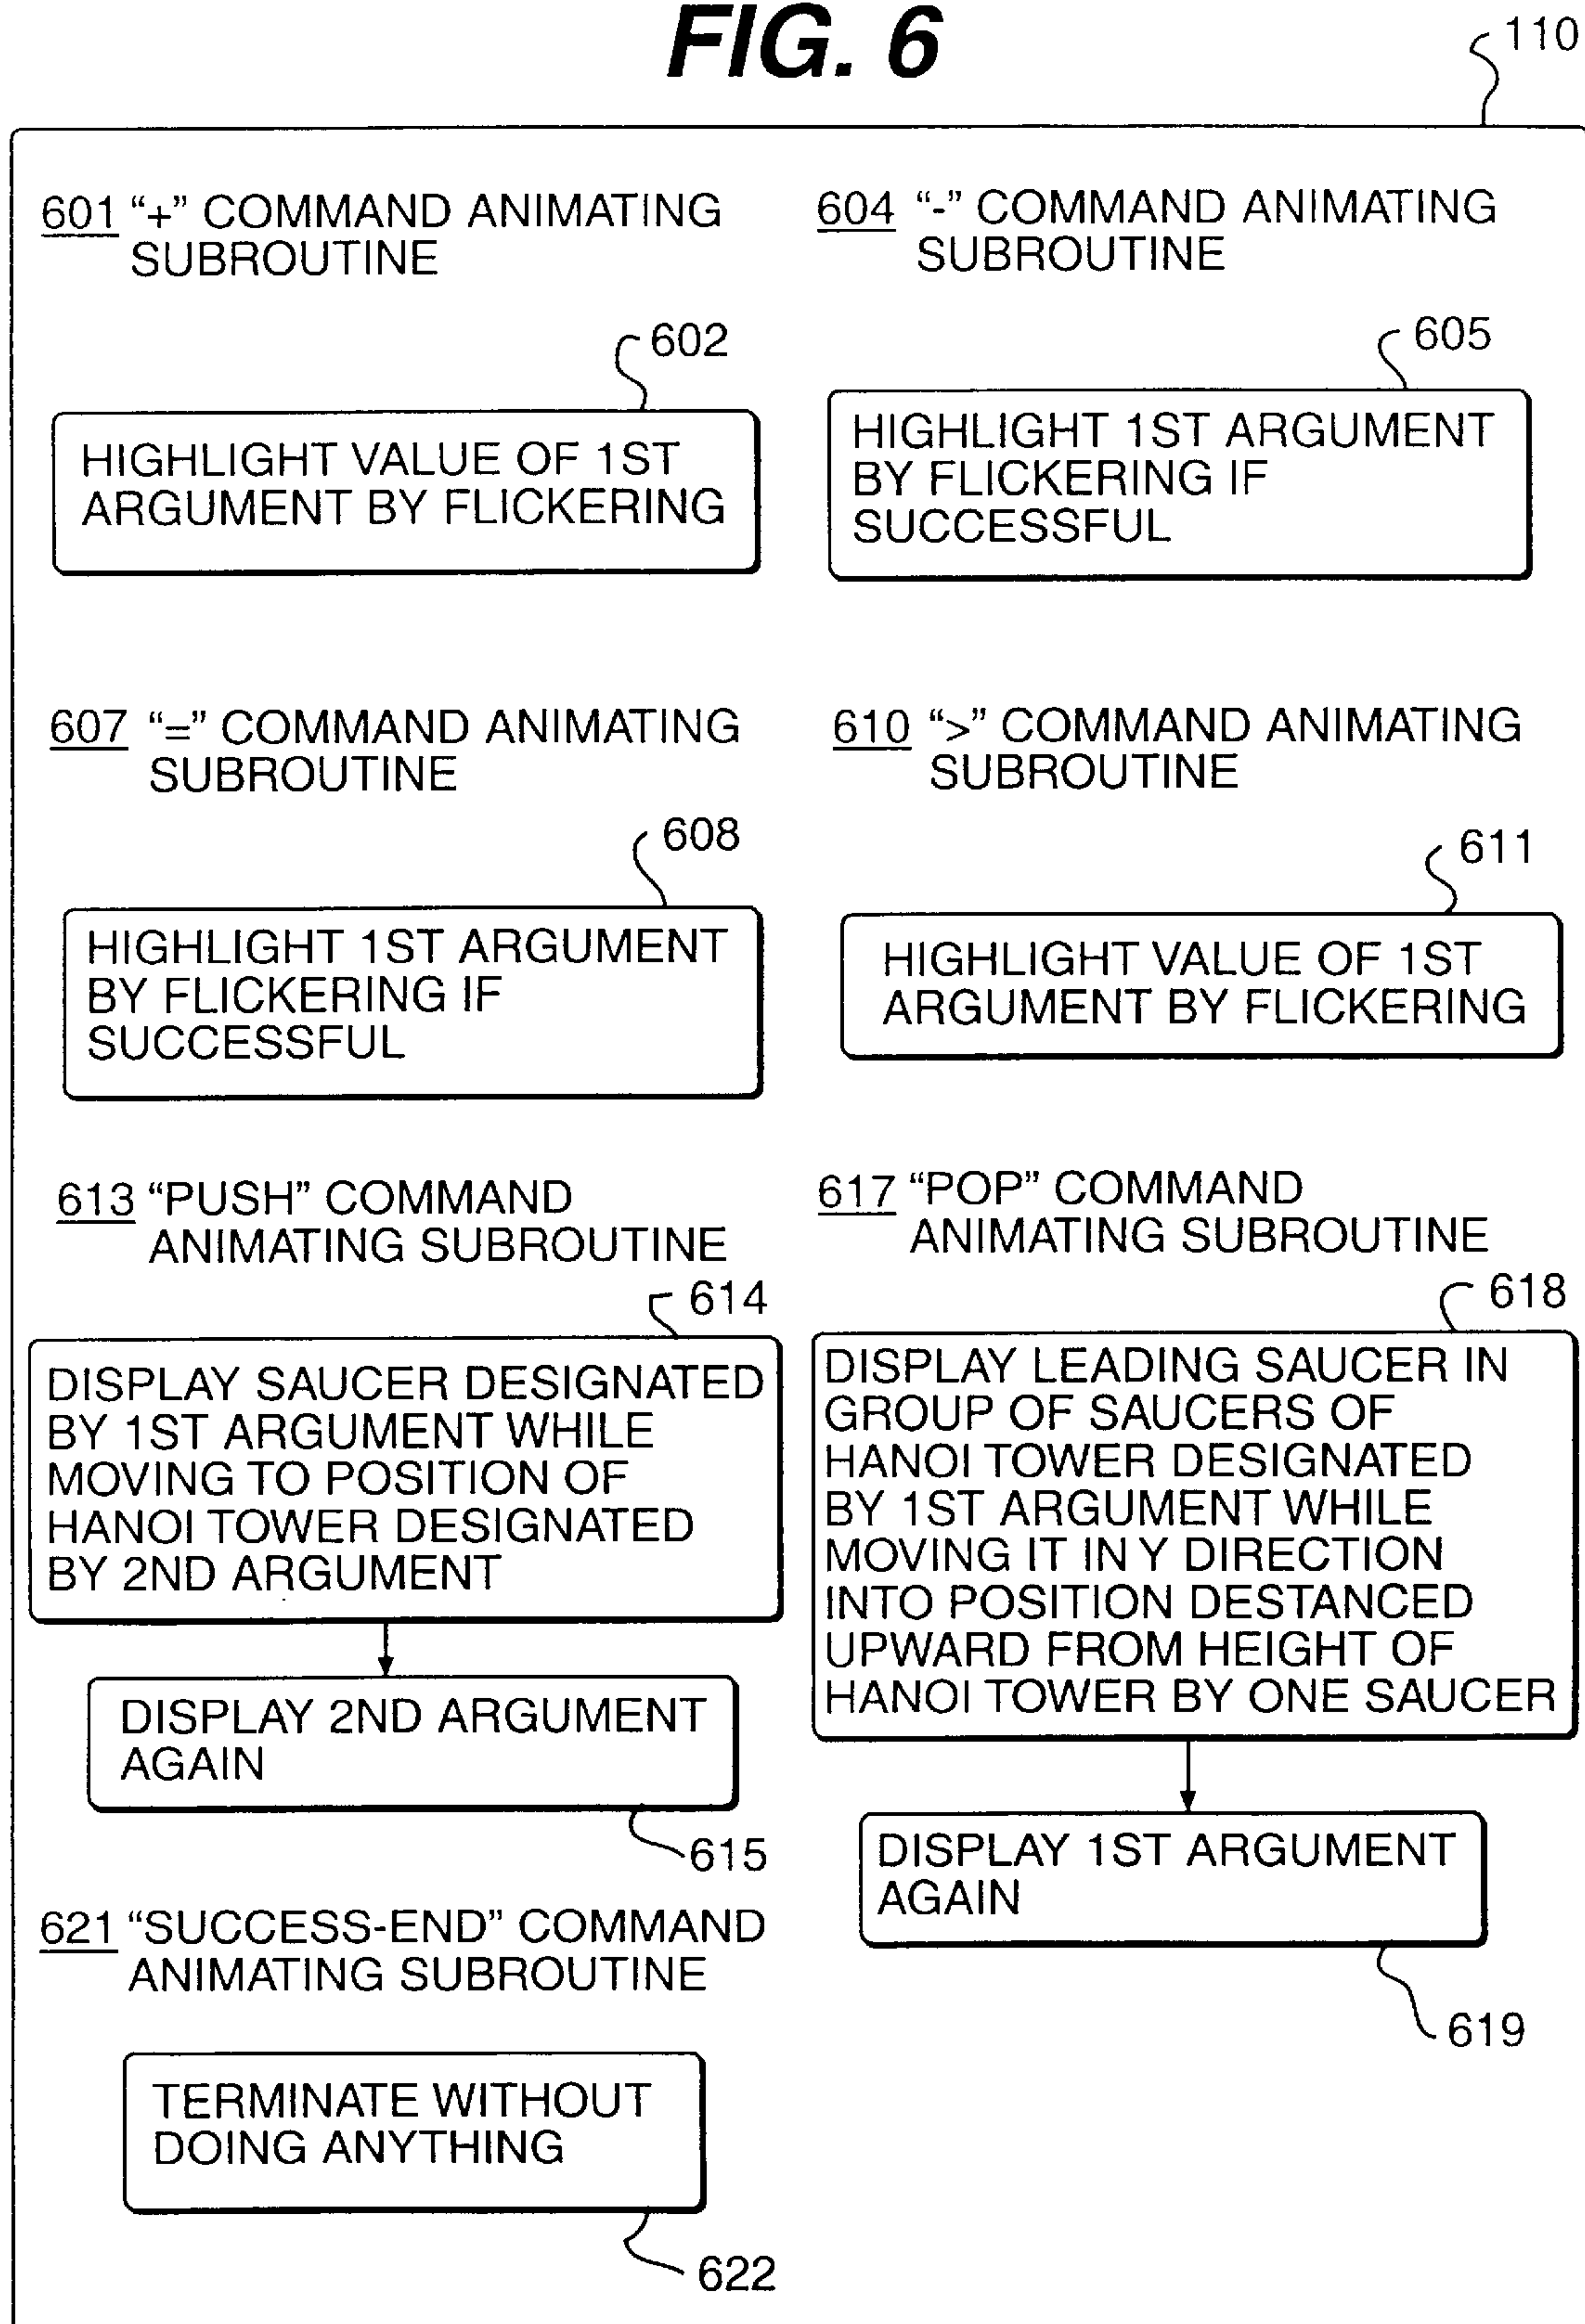 FIG. 6
110
601 “+” COMMAND ANIMATING
SUBROUTINE
602
HIGHLIGHT VALUE OF 1ST
ARGUMENT BY FLICKERING
604 “-” COMMAND ANIMATING
SUBROUTINE
605
HIGHLIGHT 1ST ARGUMENT
BY FLICKERING IF
SUCCESSFUL
607 “=” COMMAND ANIMATING
SUBROUTINE
608
HIGHLIGHT 1ST ARGUMENT
BY FLICKERING IF
SUCCESSFUL
610 “>” COMMAND ANIMATING
SUBROUTINE
611
HIGHLIGHT VALUE OF 1ST
ARGUMENT BY FLICKERING
613 “PUSH” COMMAND
ANIMATING SUBROUTINE
614
DISPLAY SAUCER DESIGNATED
BY 1ST ARGUMENT WHILE
MOVING TO POSITION OF
HANOI TOWER DESIGNATED
BY 2ND ARGUMENT
DISPLAY 2ND ARGUMENT
AGAIN
615
617 “POP” COMMAND
ANIMATING SUBROUTINE
618
DISPLAY LEADING SAUCER IN
GROUP OF SAUCERS OF
HANOI TOWER DESIGNATED
BY 1ST ARGUMENT WHILE
MOVING IT IN Y DIRECTION
INTO POSITION DESTANCED
UPWARD FROM HEIGHT OF
HANOI TOWER BY ONE SAUCER
DISPLAY 1ST ARGUMENT
AGAIN
619
621 “SUCCESS-END” COMMAND
ANIMATING SUBROUTINE
TERMINATE WITHOUT
DOING ANYTHING
622